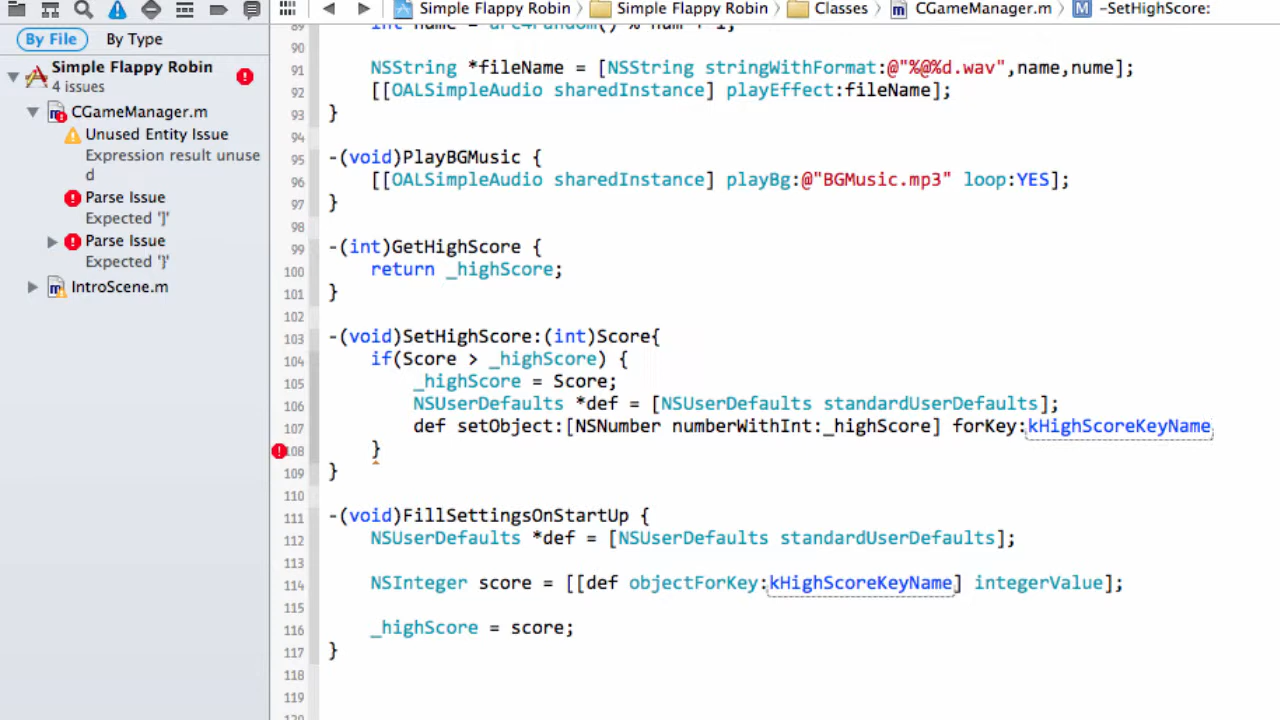 Simple Flappy Robin
Simple Flappy Robin
Classes
CGameManager.m
M
-SetHighScore:
By File
By Type
Simple Flappy Robin
4 issues
CGameManager.m
Unused Entity Issue
Expression result unuse
d
Parse Issue
Expected ']'
Parse Issue
Expected '}'
IntroScene.m
90
91 NSString *fileName = [NSString stringWithFormat:@"%@%d.wav",name,nume];
92 [[OALSimpleAudio sharedInstance] playEffect:fileName];
93 }
94
95 -(void)PlayBGMusic {
96 [[OALSimpleAudio sharedInstance] playBg:@"BGMusic.mp3" loop:YES];
97 }
98
99 -(int)GetHighScore {
100 return _highScore;
101 }
102
103 -(void)SetHighScore:(int)Score{
104 if(Score > _highScore) {
105 _highScore = Score;
106 NSUserDefaults *def = [NSUserDefaults standardUserDefaults];
107 def setObject:[NSNumber numberWithInt:_highScore] forKey:kHighScoreKeyName
108 }
109 }
110
111 -(void)FillSettingsOnStartUp {
112 NSUserDefaults *def = [NSUserDefaults standardUserDefaults];
113
114 NSInteger score = [[def objectForKey:kHighScoreKeyName] integerValue];
115
116 _highScore = score;
117 }
118
119